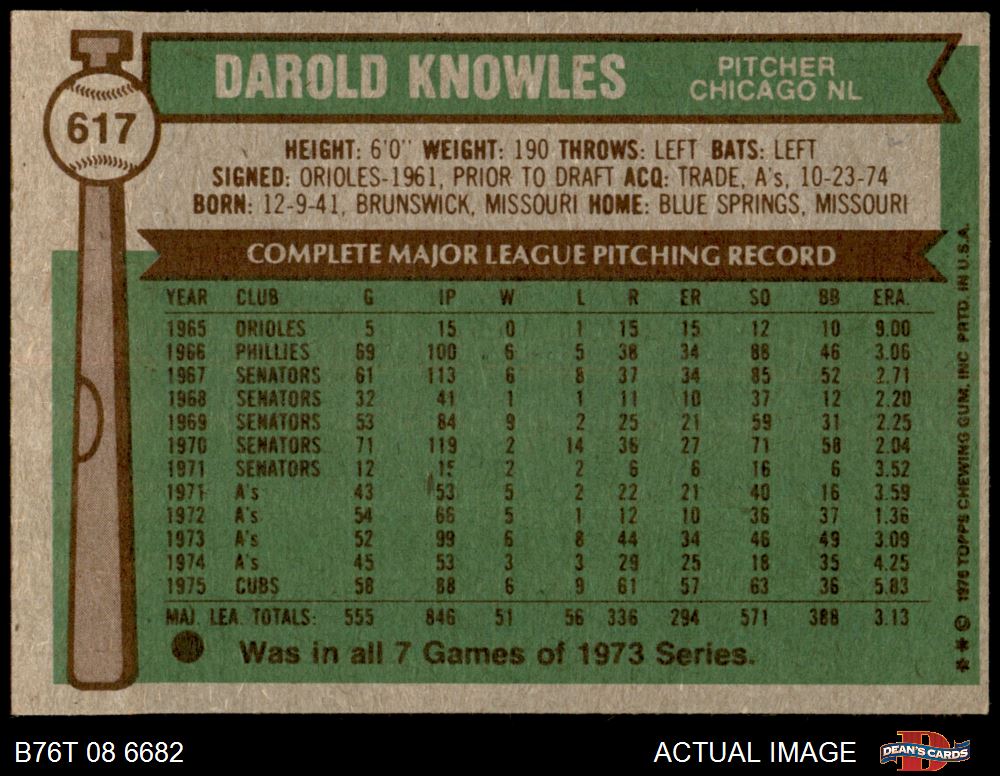 617
DAROLD KNOWLES
PITCHER
CHICAGO NL
HEIGHT: 6'0" WEIGHT: 190 THROWS: LEFT BATS: LEFT
SIGNED: ORIOLES-1961, PRIOR TO DRAFT ACQ: TRADE, A's, 10-23-74
BORN: 12-9-41, BRUNSWICK, MISSOURI HOME: BLUE SPRINGS, MISSOURI
COMPLETE MAJOR LEAGUE PITCHING RECORD
YEAR CLUB G IP W L R ER SO BB ERA.
1965 ORIOLES 5 15 0 1 15 15 12 10 9.00
1966 PHILLIES 69 100 6 5 38 34 88 46 3.06
1967 SENATORS 61 113 6 8 37 34 85 52 2.71
1968 SENATORS 32 41 1 1 11 10 37 12 2.20
1969 SENATORS 53 84 9 2 25 21 59 31 2.25
1970 SENATORS 71 119 2 14 36 27 71 58 2.04
1971 SENATORS 12 15 2 2 6 6 16 6 3.52
1971 A's 43 53 5 2 22 21 40 16 3.59
1972 A's 54 66 5 1 12 10 36 37 1.36
1973 A's 52 99 6 8 44 34 46 49 3.09
1974 A's 45 53 3 3 29 25 18 35 4.25
1975 CUBS 58 88 6 9 61 57 63 36 5.83
MAJ. LEA. TOTALS: 555 846 51 56 336 294 571 388 3.13
Was in all 7 Games of 1973 Series.
** © 1976 TOPPS CHEWING GUM, INC. PRTD. IN U.S.A.
B76T 08 6682
ACTUAL IMAGE
DEAN'S CARDS